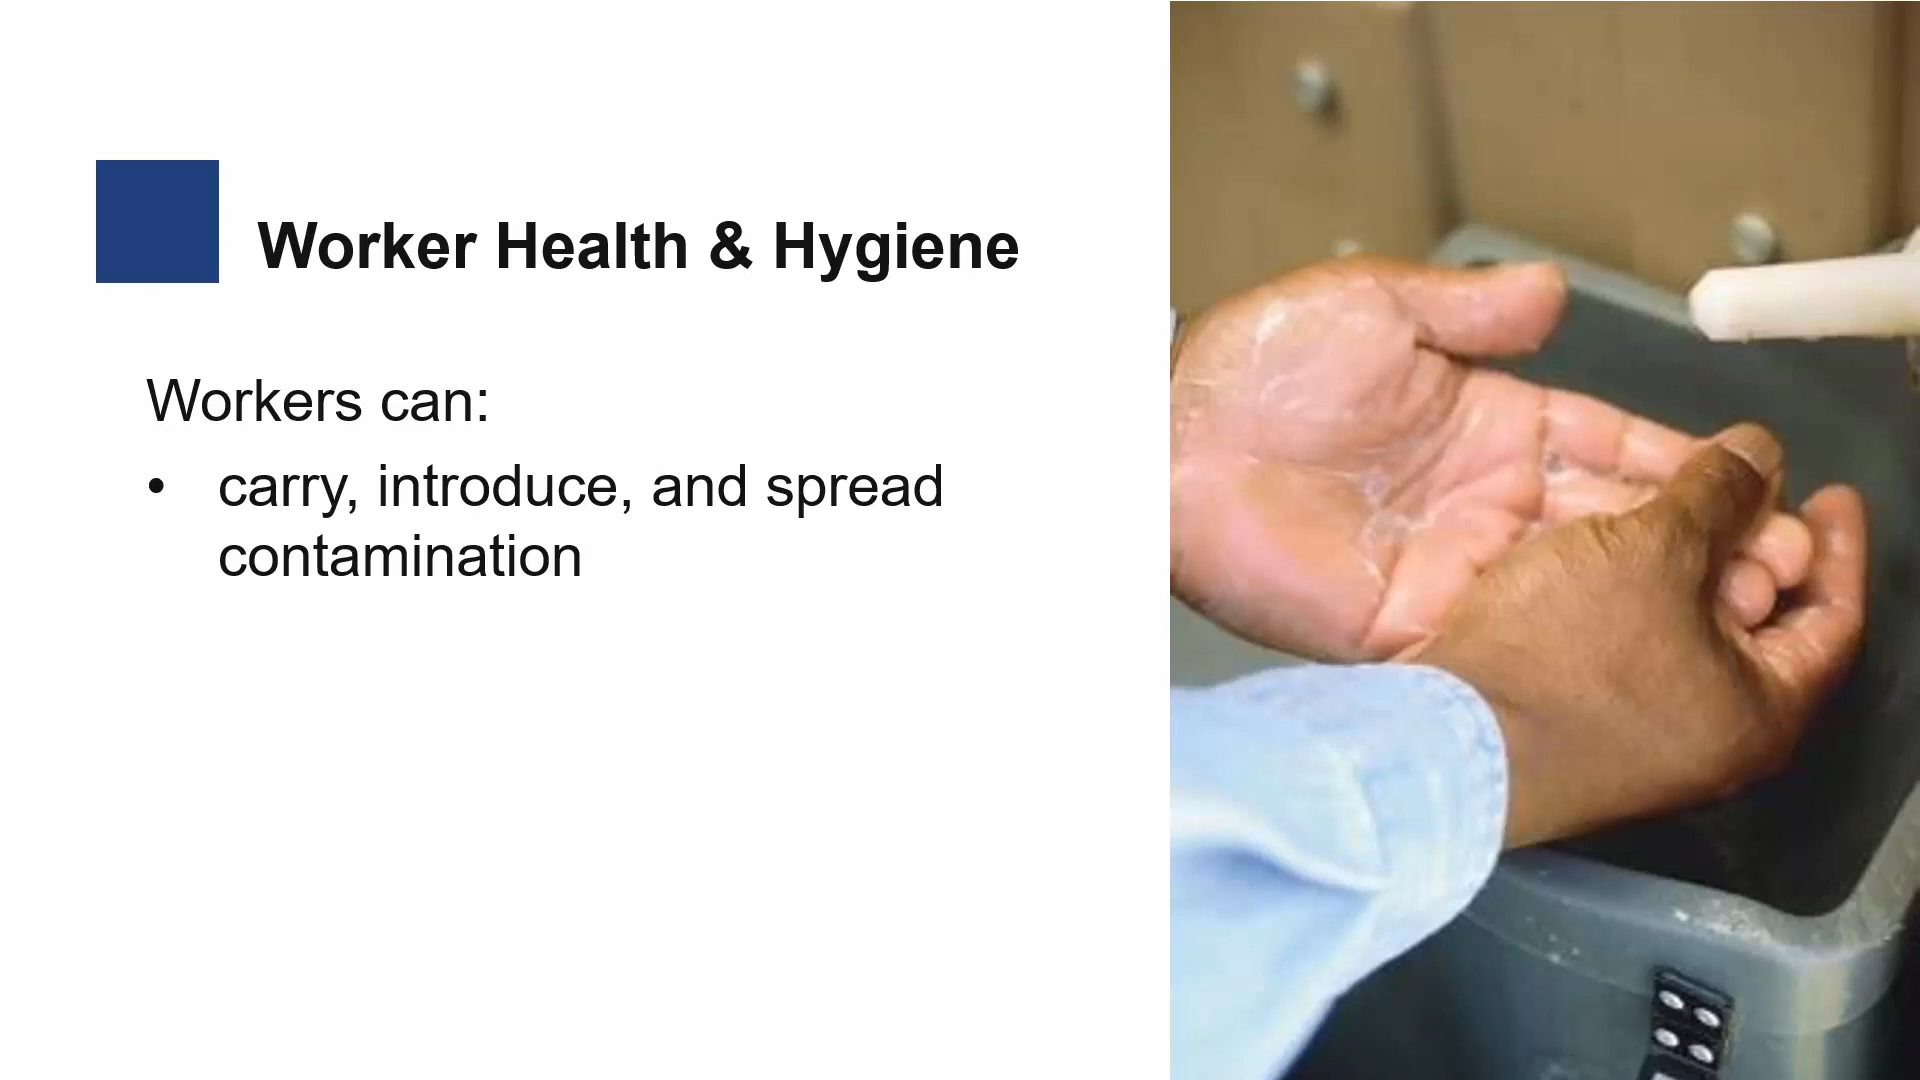 Worker Health & Hygiene
Workers can:
• carry, introduce, and spread
contamination